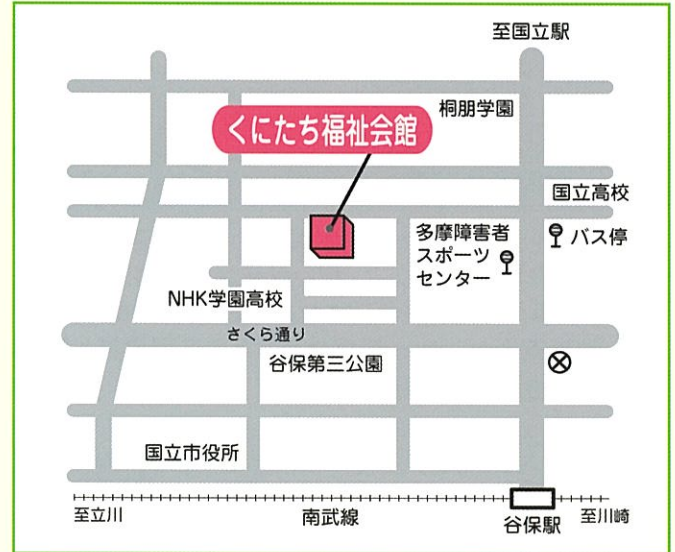 至国立駅
桐朋学園
くにたち福祉会館
国立高校
多摩障害者
スポーツ
センター
バス停
NHK学園高校
さくら通り
谷保第三公園
国立市役所
至立川
南武線
谷保駅
至川崎